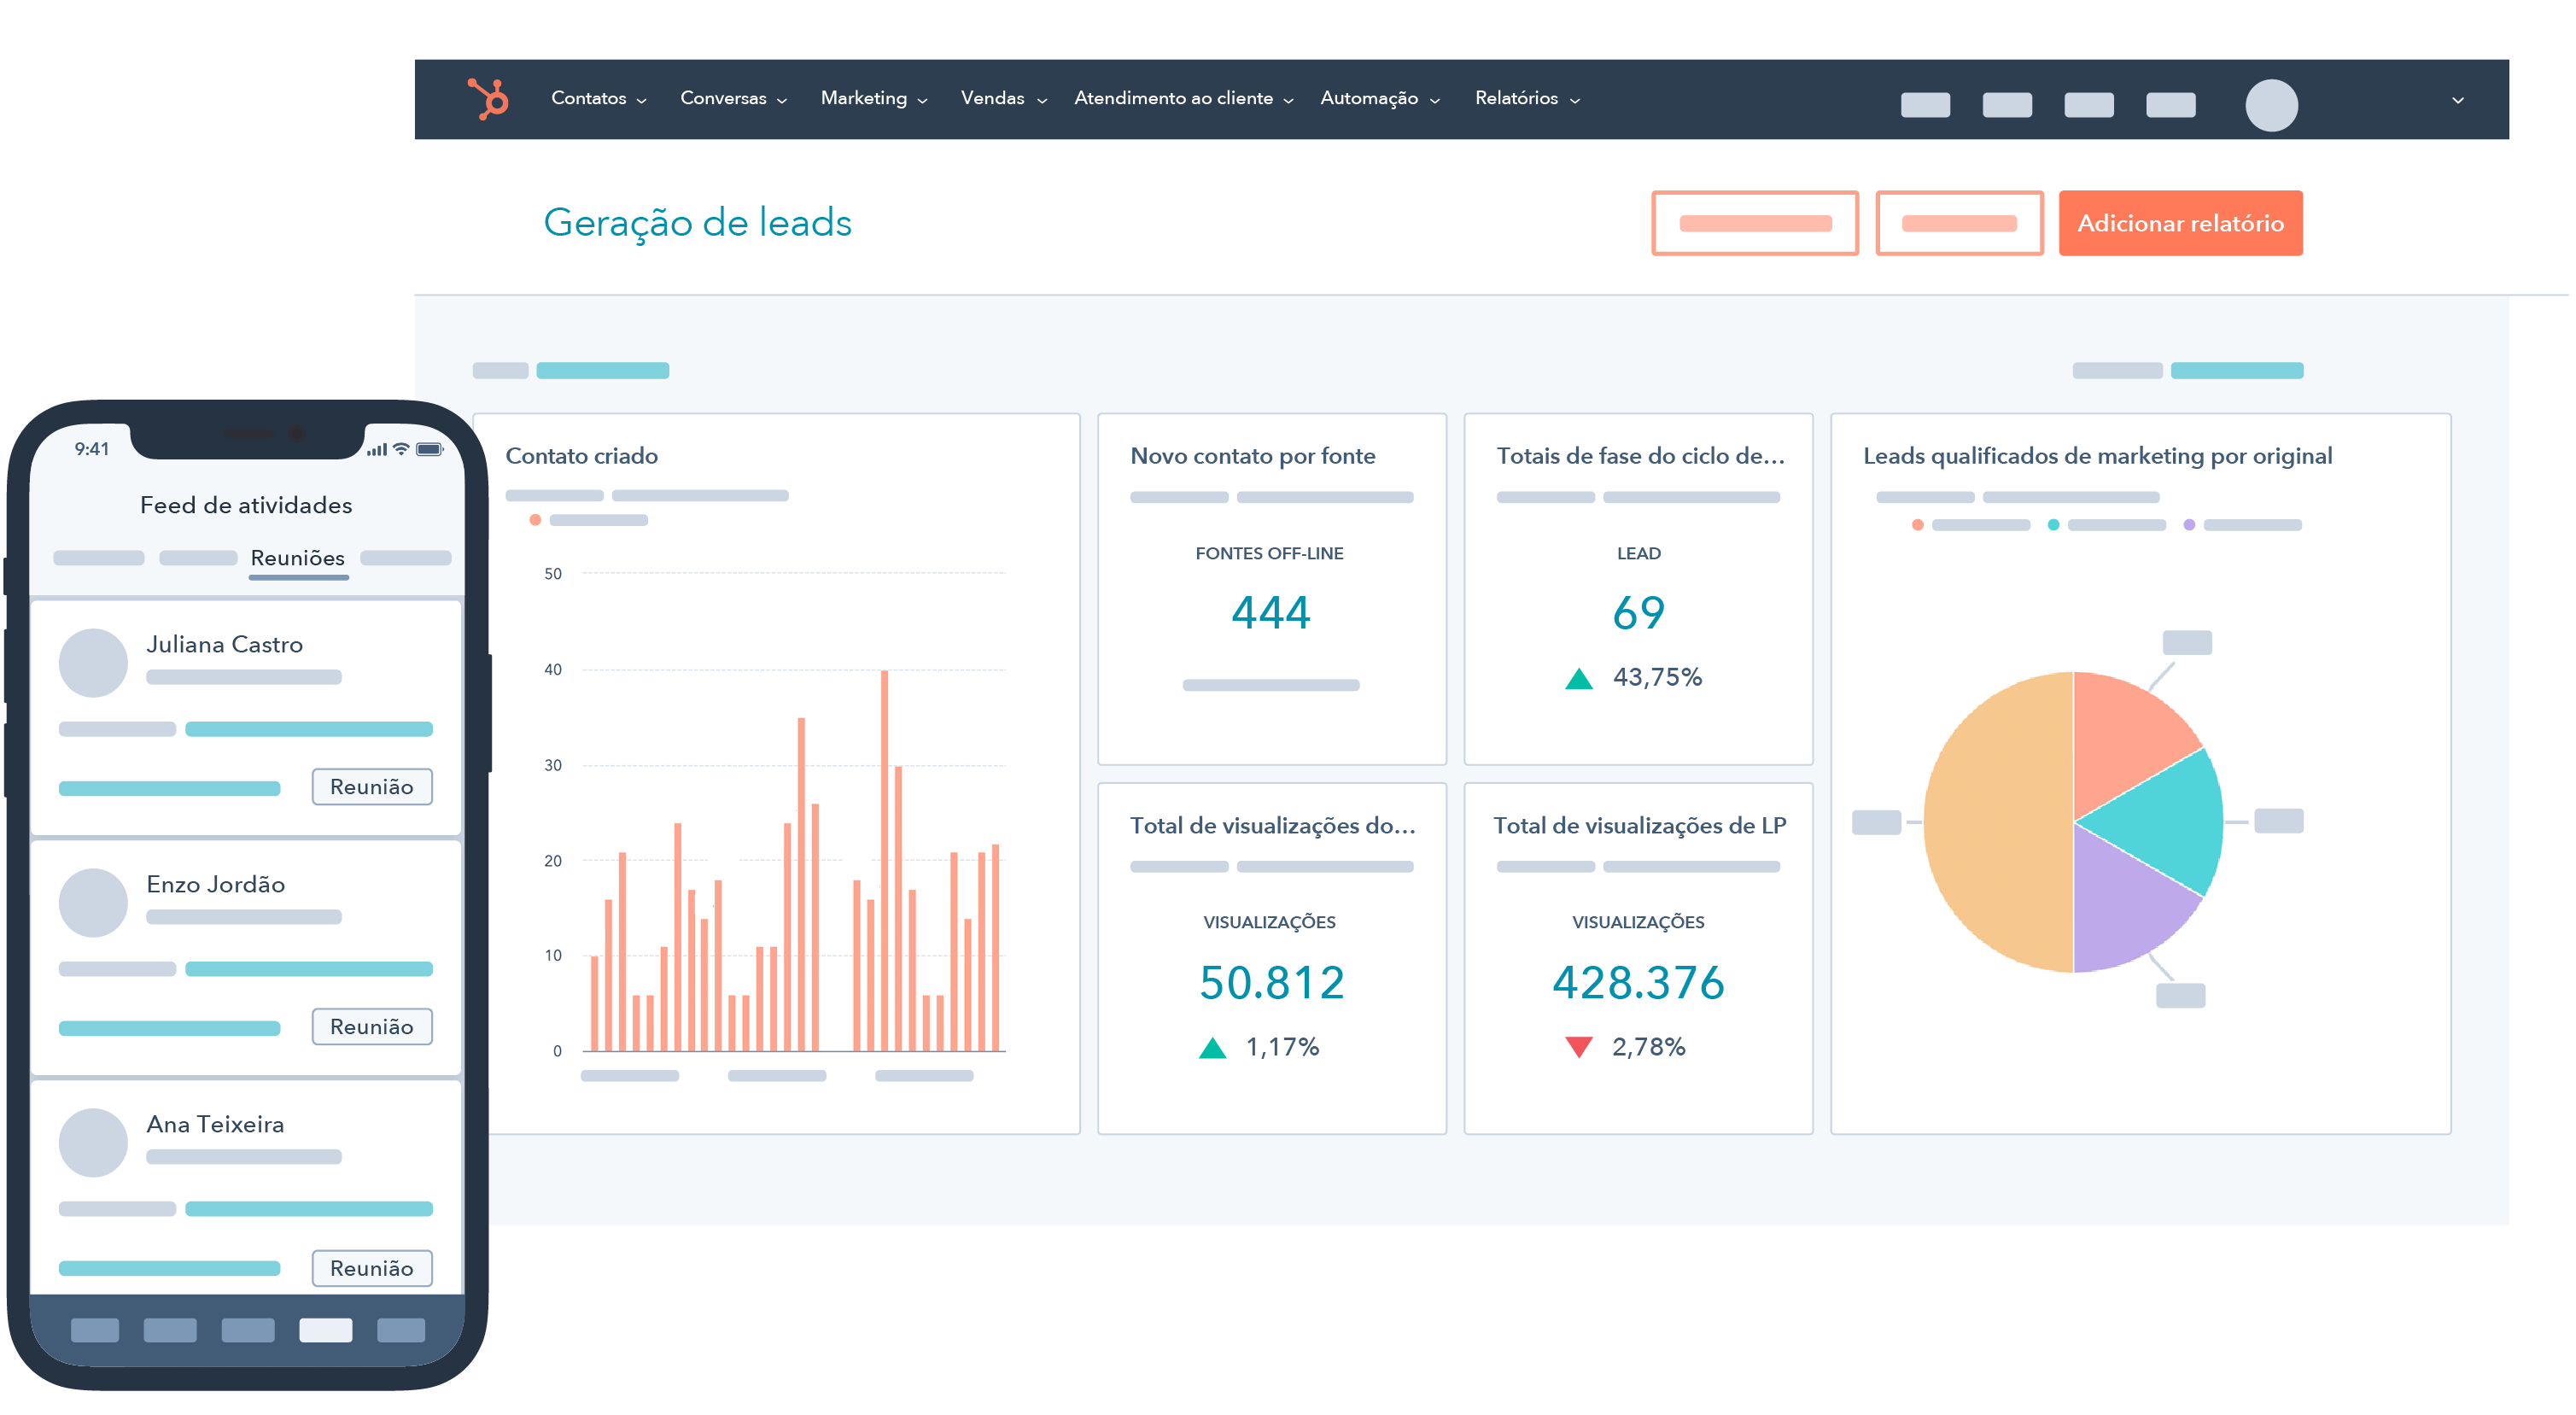 Contatos Conversas Marketing Vendas Atendimento ao cliente Automação Relatórios
Geração de leads
Adicionar relatório
Contato criado
50
40
30
20
10
0
Novo contato por fonte
FONTES OFF-LINE
444
Totais de fase do ciclo de...
LEAD
69
43,75%
Total de visualizações do...
VISUALIZAÇÕES
50.812
1,17%
Total de visualizações de LP
VISUALIZAÇÕES
428.376
2,78%
Leads qualificados de marketing por original
9:41
Feed de atividades
Reuniões
Juliana Castro
Reunião
Enzo Jordão
Reunião
Ana Teixeira
Reunião